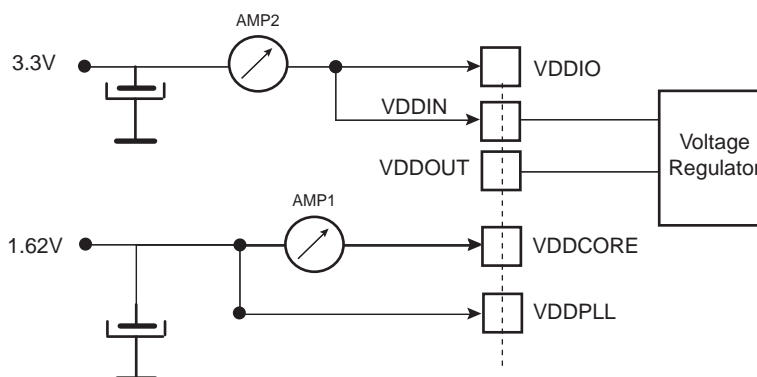 AMP2
3.3V
VDDIO
VDDIN
Voltage
Regulator
VDDOUT
AMP1
1.62V
VDDCORE
VDDPLL